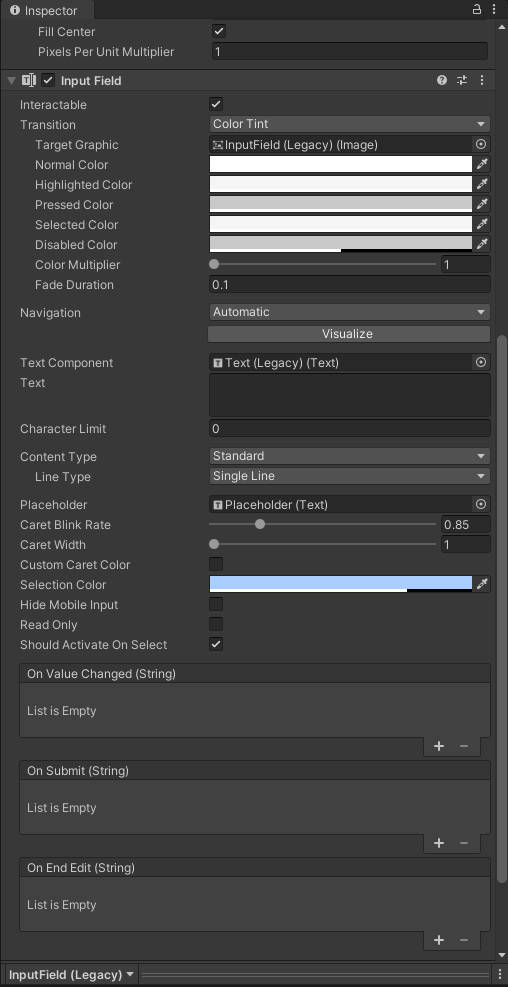 Inspector
Fill Center
Pixels Per Unit Multiplier 1
Input Field
Interactable
Transition Color Tint
Target Graphic InputField (Legacy) (Image)
Normal Color
Highlighted Color
Pressed Color
Selected Color
Disabled Color
Color Multiplier 1
Fade Duration 0.1
Navigation Automatic
Visualize
Text Component Text (Legacy) (Text)
Text
Character Limit 0
Content Type Standard
Line Type Single Line
Placeholder Placeholder (Text)
Caret Blink Rate 0.85
Caret Width 1
Custom Caret Color
Selection Color
Hide Mobile Input
Read Only
Should Activate On Select
On Value Changed (String)
List is Empty
On Submit (String)
List is Empty
On End Edit (String)
List is Empty
InputField (Legacy)